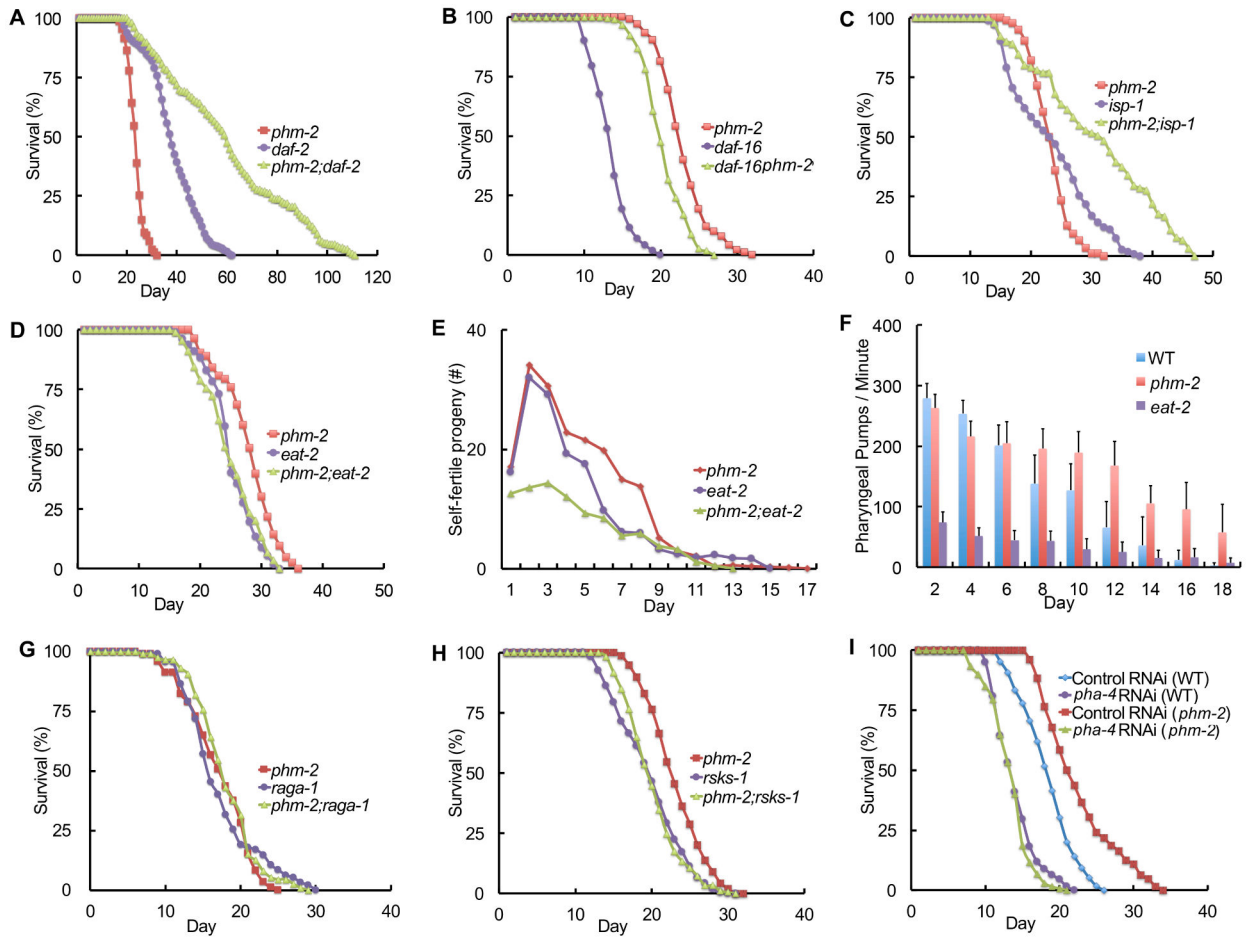 A
100
75
50
25
0
Survival (%)
phm-2
daf-2
phm-2;daf-2
0 20 40 60 80 100 120
Day
B
100
75
50
25
0
Survival (%)
phm-2
daf-16
daf-16phm-2
0 10 20 30 40
Day
C
100
75
50
25
0
Survival (%)
phm-2
isp-1
phm-2;isp-1
0 10 20 30 40 50
Day
D
100
75
50
25
0
Survival (%)
phm-2
eat-2
phm-2;eat-2
0 10 20 30 40
Day
E
40
20
0
Self-fertile progeny (#)
phm-2
eat-2
phm-2;eat-2
1 3 5 7 9 11 13 15 17
Day
F
400
300
200
100
0
Pharyngeal Pumps / Minute
WT
phm-2
eat-2
2 4 6 8 10 12 14 16 18
Day
G
100
75
50
25
0
Survival (%)
phm-2
raga-1
phm-2;raga-1
0 10 20 30 40
Day
H
100
75
50
25
0
Survival (%)
phm-2
rsks-1
phm-2;rsks-1
0 10 20 30 40
Day
I
100
75
50
25
0
Survival (%)
Control RNAi (WT)
pha-4 RNAi (WT)
Control RNAi (phm-2)
pha-4 RNAi (phm-2)
0 10 20 30 40
Day